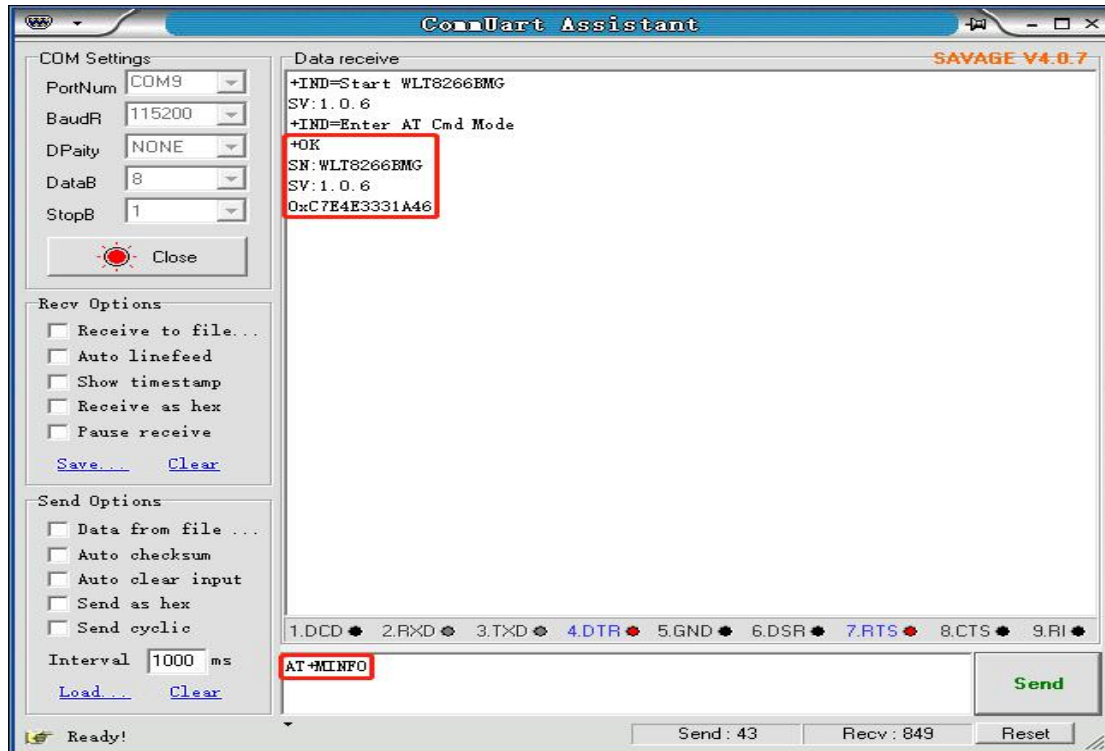 CommUart Assistant
COM Settings
PortNum COM9
BaudR 115200
DPaity NONE
DataB 8
StopB 1
Close
Recv Options
Receive to file...
Auto linefeed
Show timestamp
Receive as hex
Pause receive
Save... Clear
Send Options
Data from file ...
Auto checksum
Auto clear input
Send as hex
Send cyclic
Interval 1000 ms
Load... Clear
Data receive SAVAGE V4.0.7
+IND=Start WLT8266BMG
SV:1.0.6
+IND=Enter AT Cmd Mode
+OK
SN:WLT8266BMG
SV:1.0.6
0xC7E4E3331A46
1.DCD 2.RXD 3.TXD 4.DTR 5.GND 6.DSR 7.RTS 8.CTS 9.RI
AT+MINFO
Send
Ready! Send : 43 Recv : 849 Reset